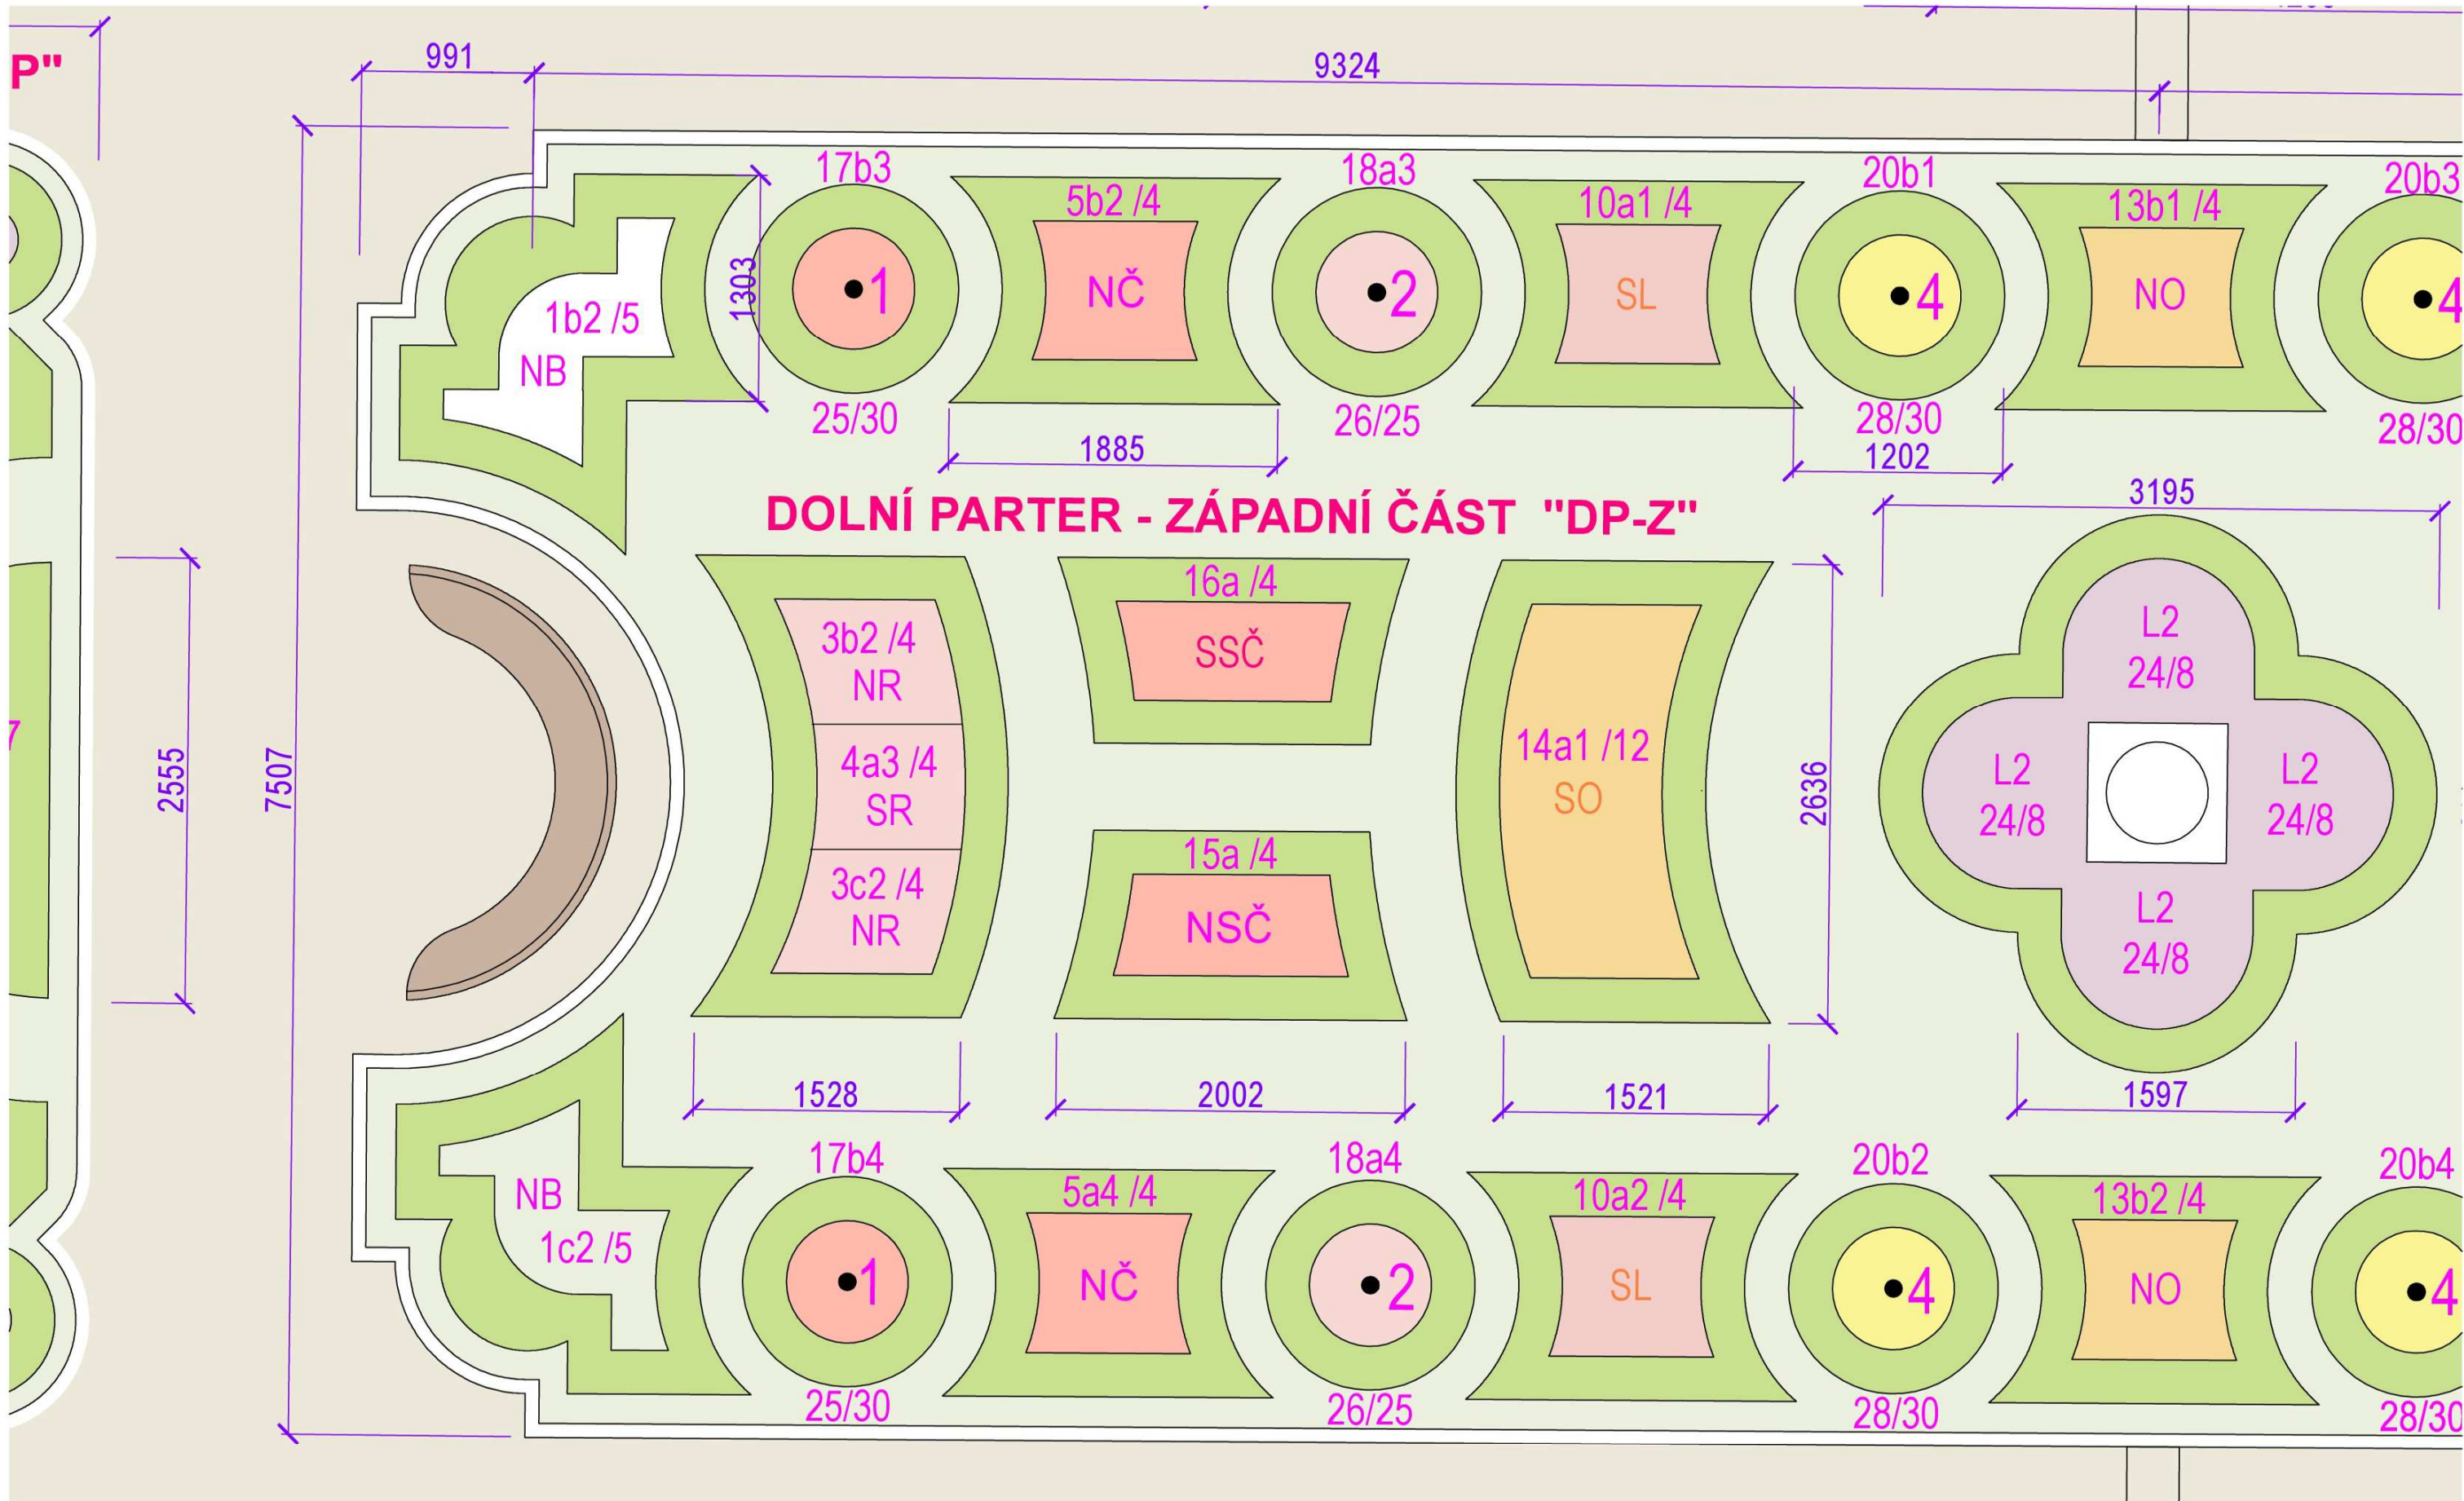 P"
991
9324
17b3
5b2 /4
18a3
10a1 /4
20b1
13b1 /4
20b3
1303
1
NČ
2
SL
4
NO
4
1b2 /5
NB
25/30
26/25
28/30
28/30
1885
1202
DOLNÍ PARTER - ZÁPADNÍ ČÁST "DP-Z"
3195
16a /4
SSČ
3b2 /4
NR
L2
24/8
7
2555
7507
4a3 /4
SR
14a1 /12
SO
2636
L2
24/8
L2
24/8
15a /4
NSČ
3c2 /4
NR
L2
24/8
1528
2002
1521
1597
17b4
18a4
20b2
20b4
5a4 /4
10a2 /4
13b2 /4
NB
1c2 /5
1
NČ
2
SL
4
NO
4
25/30
26/25
28/30
28/30